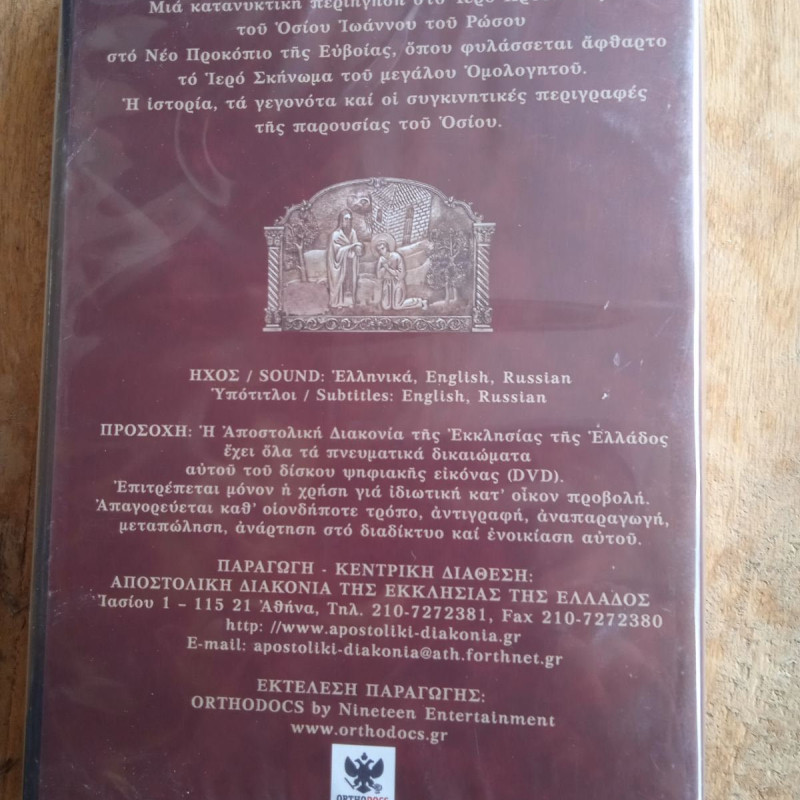 Μιά κατανυκτική περιήγηση στό Ἱερό
τοῦ Ὁσίου Ἰωάννου τοῦ Ρώσου
στό Νέο Προκόπιο τῆς Εὐβοίας, ὅπου φυλάσσεται ἄφθαρτο
τό Ἱερό Σκήνωμα τοῦ μεγάλου Ὁμολογητοῦ.
Ἡ ἱστορία, τά γεγονότα καί οἱ συγκινητικές περιγραφές
τῆς παρουσίας τοῦ Ὁσίου.
ΗΧΟΣ / SOUND: Ἑλληνικά, English, Russian
Ὑπότιτλοι / Subtitles: English, Russian
ΠΡΟΣΟΧΗ: Ἡ Ἀποστολική Διακονία τῆς Ἐκκλησίας τῆς Ἑλλάδος
ἔχει ὅλα τά πνευματικά δικαιώματα
αὐτοῦ τοῦ δίσκου ψηφιακῆς εἰκόνας (DVD).
Ἐπιτρέπεται μόνον ἡ χρήση γιά ἰδιωτική κατ' οἶκον προβολή.
Ἀπαγορεύεται καθ' οἱονδήποτε τρόπο, ἀντιγραφή, ἀναπαραγωγή,
μεταπώληση, ἀνάρτηση στό διαδίκτυο καί ἐνοικίαση αὐτοῦ.
ΠΑΡΑΓΩΓΗ - ΚΕΝΤΡΙΚΗ ΔΙΑΘΕΣΗ:
ΑΠΟΣΤΟΛΙΚΗ ΔΙΑΚΟΝΙΑ ΤΗΣ ΕΚΚΛΗΣΙΑΣ ΤΗΣ ΕΛΛΑΔΟΣ
Ἰασίου 1 – 115 21 Ἀθήνα, Τηλ. 210-7272381, Fax 210-7272380
http: //www.apostoliki-diakonia.gr
E-mail: apostoliki-diakonia@ath.forthnet.gr
ΕΚΤΕΛΕΣΗ ΠΑΡΑΓΩΓΗΣ:
ORTHODOCS by Nineteen Entertainment
www.orthodocs.gr
ORTHODOCS